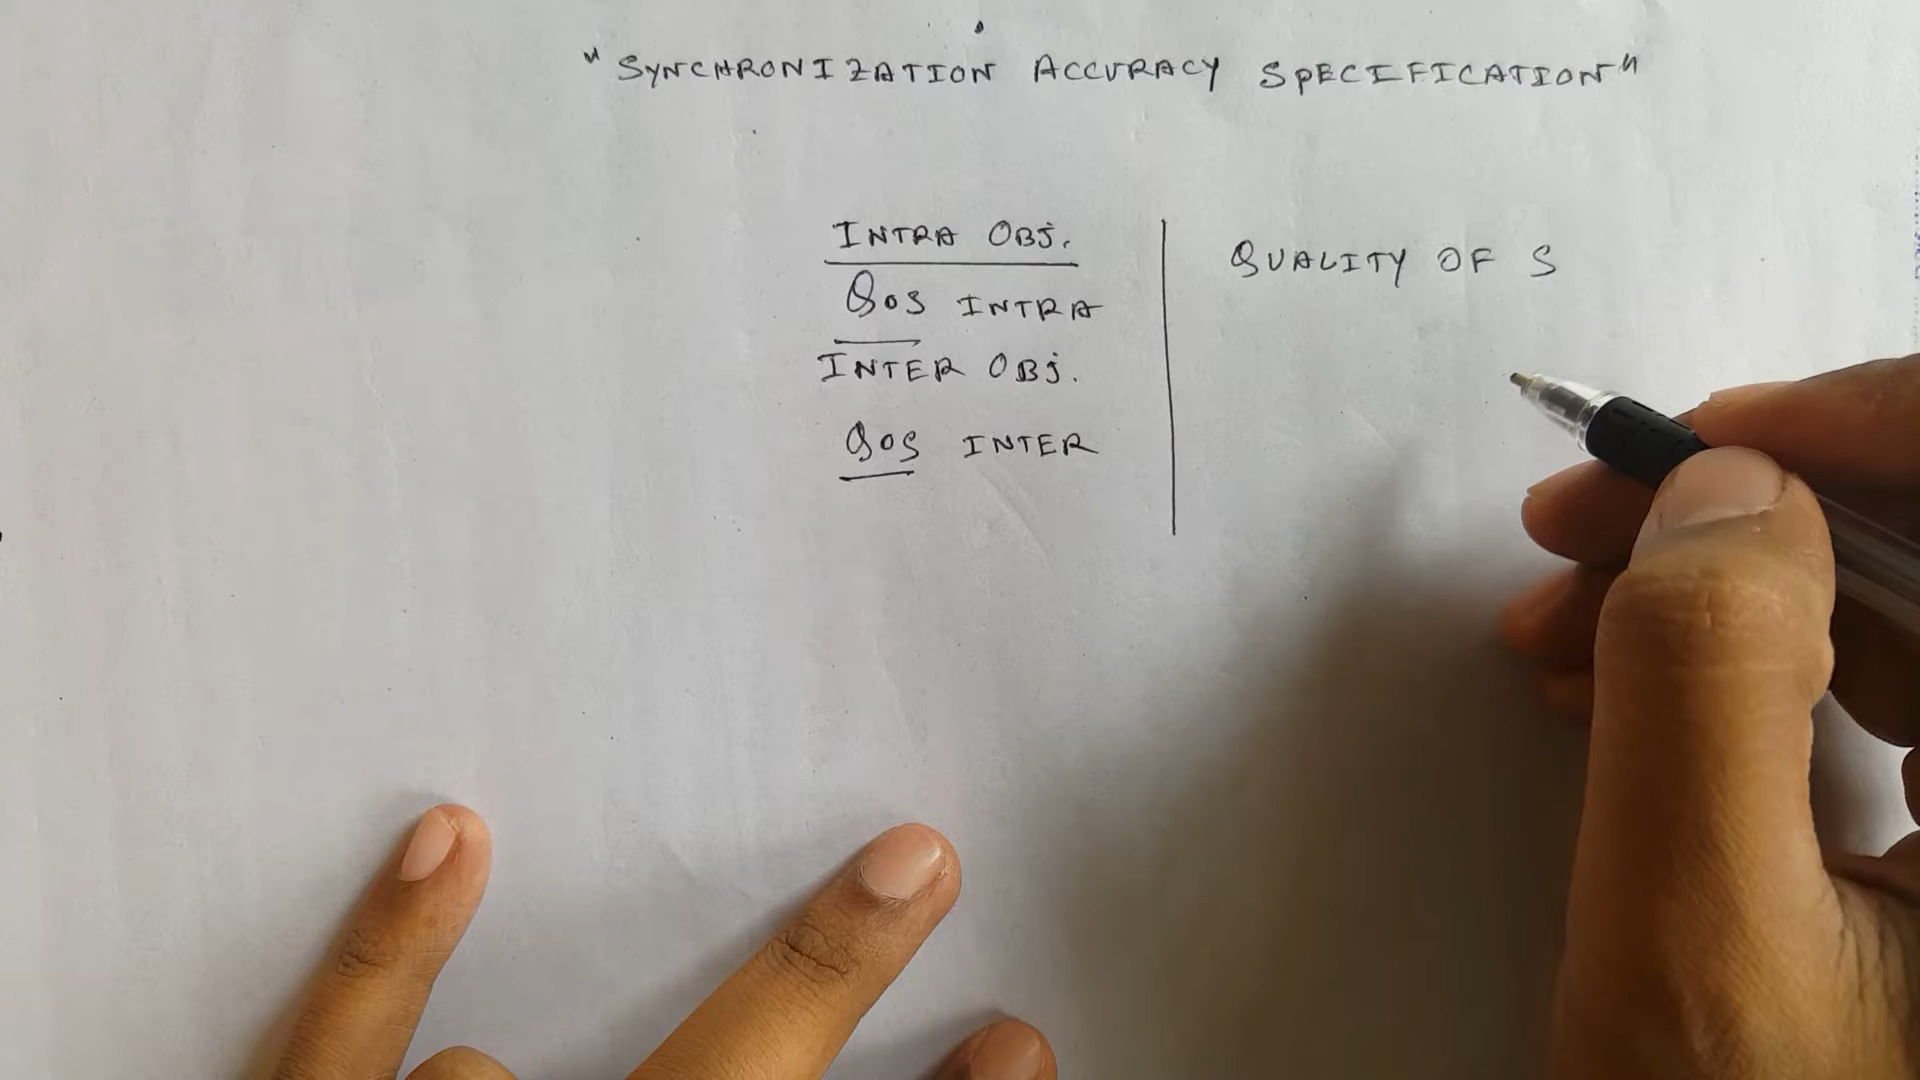 "SYNCHRONIZATION ACCURACY SPECIFICATION"
INTRA OBJ.
QOS INTRA
INTER OBJ.
QOS INTER
QUALITY OF S